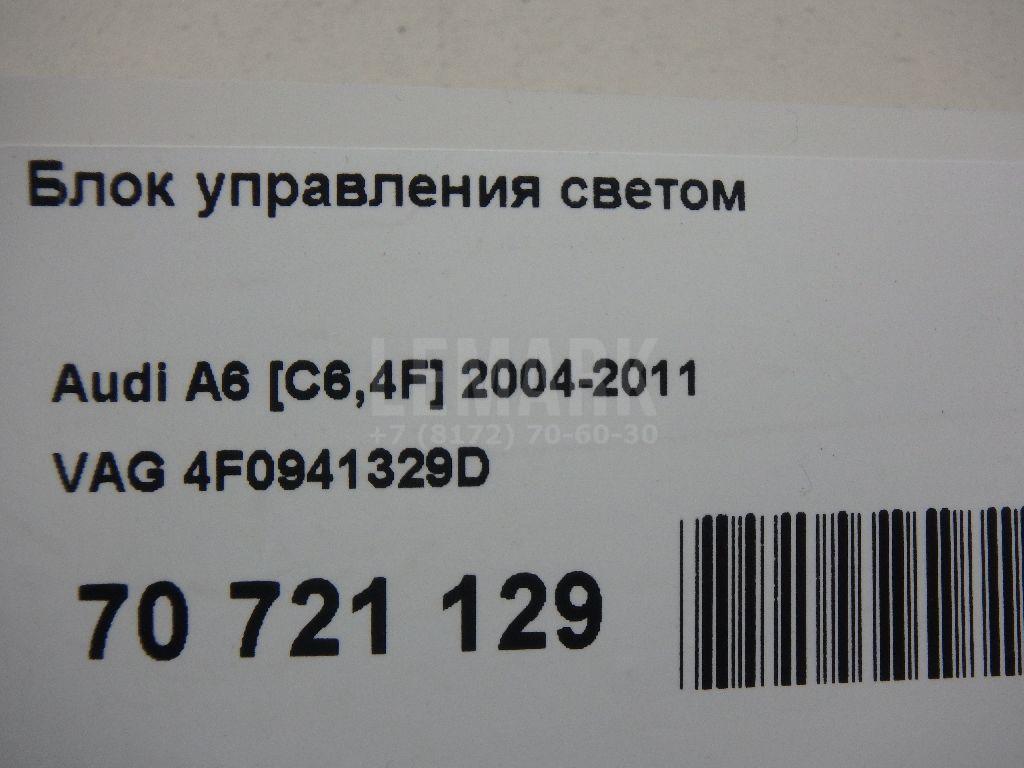 Блок управления светом
Audi A6 [C6,4F] 2004-2011
LEMARK
+7 (8172) 70-60-30
VAG 4F0941329D
70 721 129